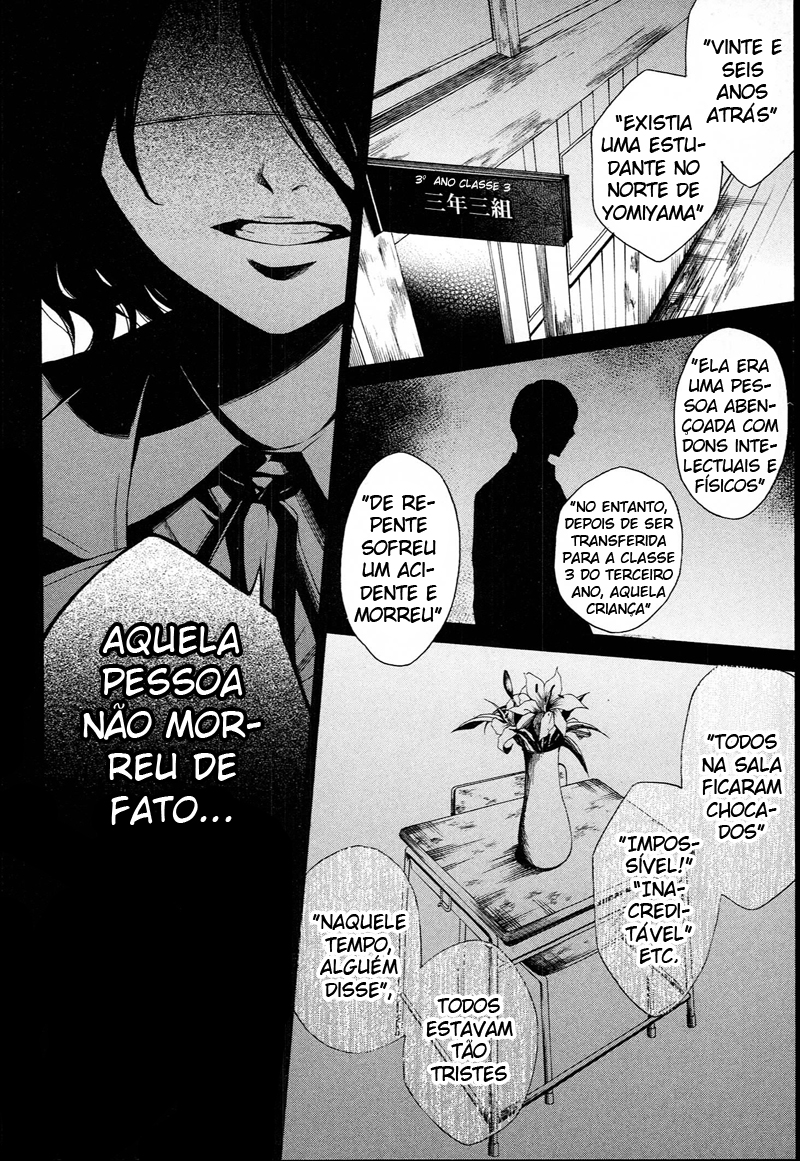 "VINTE E
SEIS
ANOS
ATRÁS"
"EXISTIA
UMA ESTU-
DANTE NO
NORTE DE
YOMIYAMA"
3° ANO CLASSE 3
三年三組
"ELA ERA
UMA PES-
SOA ABEN-
ÇOADA COM
DONS INTE-
LECTUAIS E
FÍSICOS"
"NO ENTANTO,
DEPOIS DE SER
TRANSFERIDA
PARA A CLASSE
3 DO TERCEIRO
ANO, AQUELA
CRIANÇA"
"DE RE-
PENTE
SOFREU
UM ACI-
DENTE E
MORREU"
"TODOS
NA SALA
FICARAM
CHOCA-
DOS"
"IMPOS-
SÍVEL!"
"INA-
CREDI-
TÁVEL"
ETC.
TODOS
ESTAVAM
TÃO
TRISTES
"NAQUELE
TEMPO,
ALGUÉM
DISSE",
AQUELA
PESSOA
NÃO MOR-
REU DE
FATO...